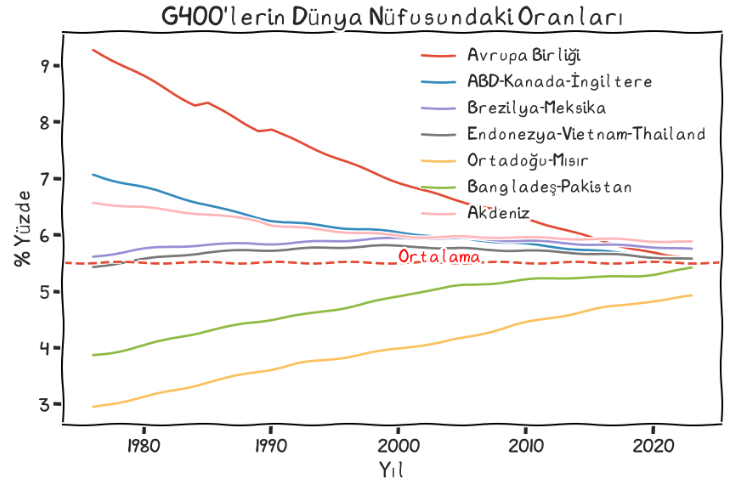 G400'lerin Dünya Nüfusundaki Oranları
Avrupa Birliği
ABD-Kanada-İngiltere
Brezilya-Meksika
Endonezya-Vietnam-Thailand
Ortadoğu-Mısır
Bangladeş-Pakistan
Akdeniz
Ortalama
% Yüzde
9
8
7
6
5
4
3
1980 1990 2000 2010 2020
Yıl